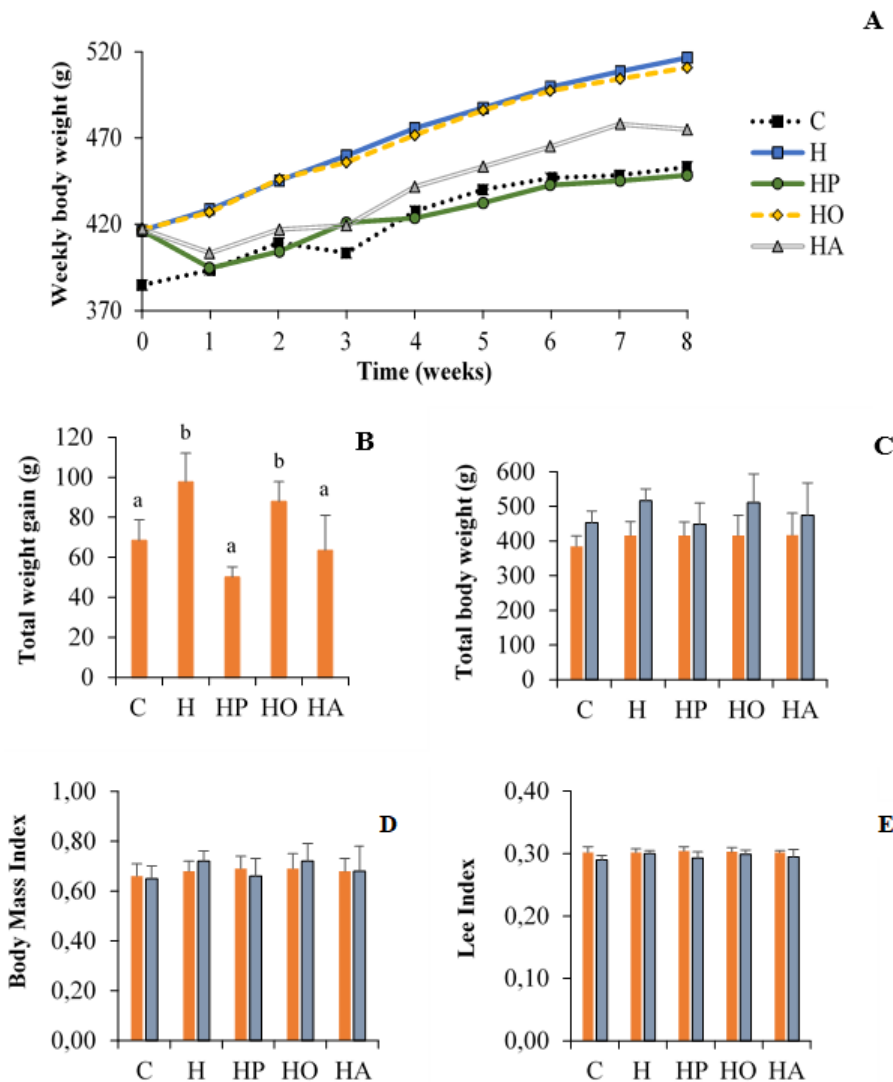 A
Weekly body weight (g)
520
470
420
370
0 1 2 3 4 5 6 7 8
Time (weeks)
C
H
HP
HO
HA
B
Total weight gain (g)
120
100
80
60
40
20
0
a
b
a
b
a
C H HP HO HA
C
Total body weight (g)
600
500
400
300
200
100
0
C H HP HO HA
D
Body Mass Index
1,00
0,80
0,60
0,40
0,20
0,00
C H HP HO HA
E
Lee Index
0,40
0,30
0,20
0,10
0,00
C H HP HO HA